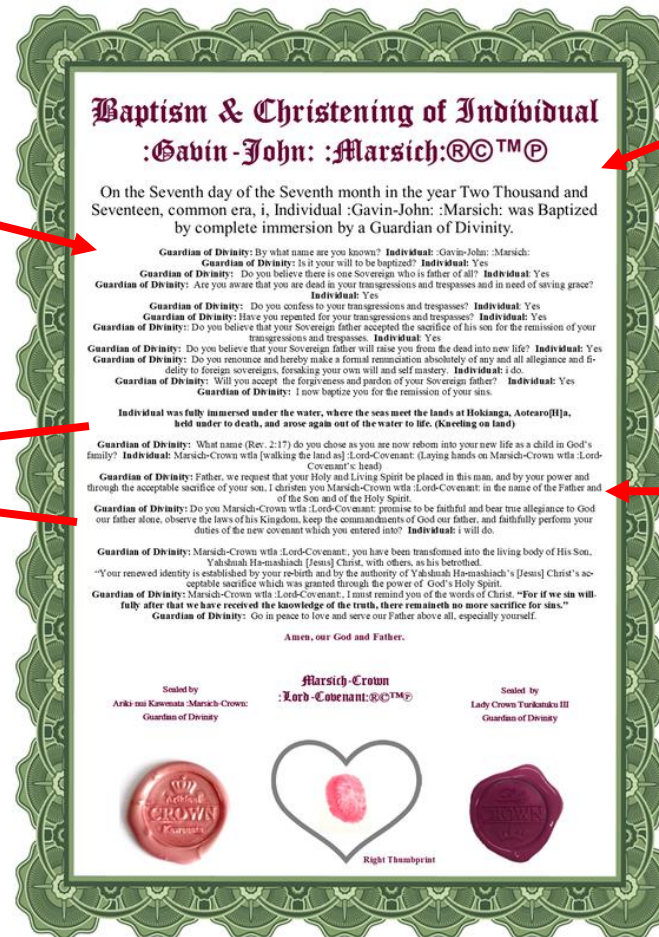 Baptism & Christening of Individual
:Gavin-John: :Marsich:®©™℗
On the Seventh day of the Seventh month in the year Two Thousand and
Seventeen, common era, i, Individual :Gavin-John: :Marsich: was Baptized
by complete immersion by a Guardian of Divinity.
Guardian of Divinity: By what name are you known? Individual: :Gavin-John: :Marsich:
Guardian of Divinity: Is it your will to be baptized? Individual: Yes
Guardian of Divinity: Do you believe there is one Sovereign who is father of all? Individual: Yes
Guardian of Divinity: Are you aware that you are dead in your transgressions and trespasses and in need of saving grace?
Individual: Yes
Guardian of Divinity: Do you confess to your transgressions and trespasses? Individual: Yes
Guardian of Divinity: Have you repented for your transgressions and trespasses? Individual: Yes
Guardian of Divinity:: Do you believe that your Sovereign father accepted the sacrifice of his son for the remission of your
transgressions and trespasses. Individual: Yes
Guardian of Divinity: Do you believe that your Sovereign father will raise you from the dead into new life? Individual: Yes
Guardian of Divinity: Do you renounce and hereby make a formal renunciation absolutely of any and all allegiance and fi-
delity to foreign sovereigns, forsaking your own will and self mastery. Individual: i do.
Guardian of Divinity: Will you accept the forgiveness and pardon of your Sovereign father? Individual: Yes
Guardian of Divinity: I now baptize you for the remission of your sins.
Individual was fully immersed under the water, where the seas meet the lands at Hokianga, Aotearo[H]a,
held under to death, and arose again out of the water to life. (Kneeling on land)
Guardian of Divinity: What name (Rev. 2:17) do you chose as you are now reborn into your new life as a child in God's
family? Individual: Marsich-Crown wtla [walking the land as] :Lord-Covenant: (Laying hands on Marsich-Crown wtla :Lord-
Covenant's: head)
Guardian of Divinity: Father, we request that your Holy and Living Spirit be placed in this man, and by your power and
through the acceptable sacrifice of your son, I christen you Marsich-Crown wtla :Lord-Covenant: in the name of the Father and
of the Son and of the Holy Spirit.
Guardian of Divinity: Do you Marsich-Crown wtla :Lord-Covenant: promise to be faithful and bear true allegiance to God
our father alone, observe the laws of his Kingdom, keep the commandments of God our father, and faithfully perform your
duties of the new covenant which you entered into? Individual: i will do.
Guardian of Divinity: Marsich-Crown wtla :Lord-Covenant:, you have been transformed into the living body of His Son,
Yahshuah Ha-mashiach [Jesus] Christ, with others, as his betrothed.
"Your renewed identity is established by your re-birth and by the authority of Yahshuah Ha-mashiach's [Jesus] Christ's ac-
ceptable sacrifice which was granted through the power of God's Holy Spirit.
Guardian of Divinity: Marsich-Crown wtla :Lord-Covenant:, I must remind you of the words of Christ. "For if we sin will-
fully after that we have received the knowledge of the truth, there remaineth no more sacrifice for sins."
Guardian of Divinity: Go in peace to love and serve our Father above all, especially yourself.
Amen, our God and Father.
Sealed by
Ariki-nui Kawenata :Marsich-Crown:
Guardian of Divinity
Marsich-Crown
:Lord-Covenant:®©™℗
Sealed by
Lady Crown Turikatuku III
Guardian of Divinity
CROWN
Kawenata
CROWN
Right Thumbprint